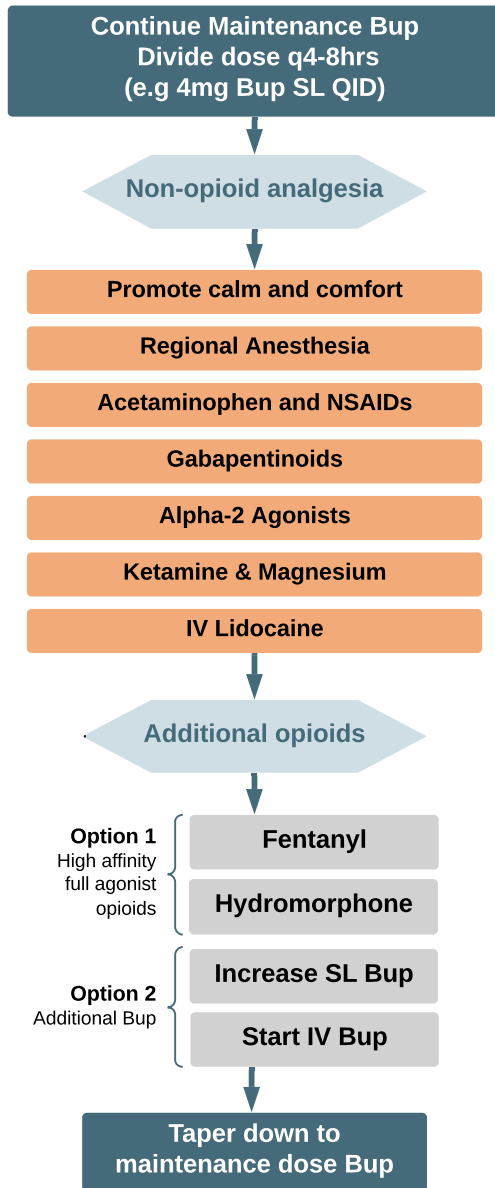 Continue Maintenance Bup
Divide dose q4-8hrs
(e.g 4mg Bup SL QID)
Non-opioid analgesia
Promote calm and comfort
Regional Anesthesia
Acetaminophen and NSAIDs
Gabapentinoids
Alpha-2 Agonists
Ketamine & Magnesium
IV Lidocaine
Additional opioids
Option 1
High affinity
full agonist
opioids
Fentanyl
Hydromorphone
Option 2
Additional Bup
Increase SL Bup
Start IV Bup
Taper down to
maintenance dose Bup